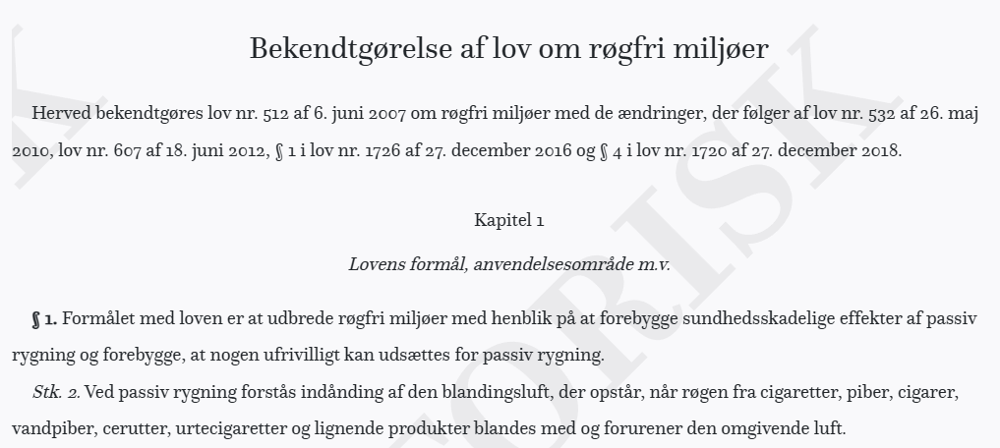 Bekendtgørelse af lov om røgfri miljøer
Herved bekendtgøres lov nr. 512 af 6. juni 2007 om røgfri miljøer med de ændringer, der følger af lov nr. 532 af 26. maj
2010, lov nr. 607 af 18. juni 2012, § 1 i lov nr. 1726 af 27. december 2016 og § 4 i lov nr. 1720 af 27. december 2018.
Kapitel 1
Lovens formål, anvendelsesområde m.v.
§ 1. Formålet med loven er at udbrede røgfri miljøer med henblik på at forebygge sundhedsskadelige effekter af passiv
rygning og forebygge, at nogen ufrivilligt kan udsættes for passiv rygning.
Stk. 2. Ved passiv rygning forstås indånding af den blandingsluft, der opstår, når røgen fra cigaretter, piber, cigarer,
vandpiber, cerutter, urtecigaretter og lignende produkter blandes med og forurener den omgivende luft.
K
TORISK